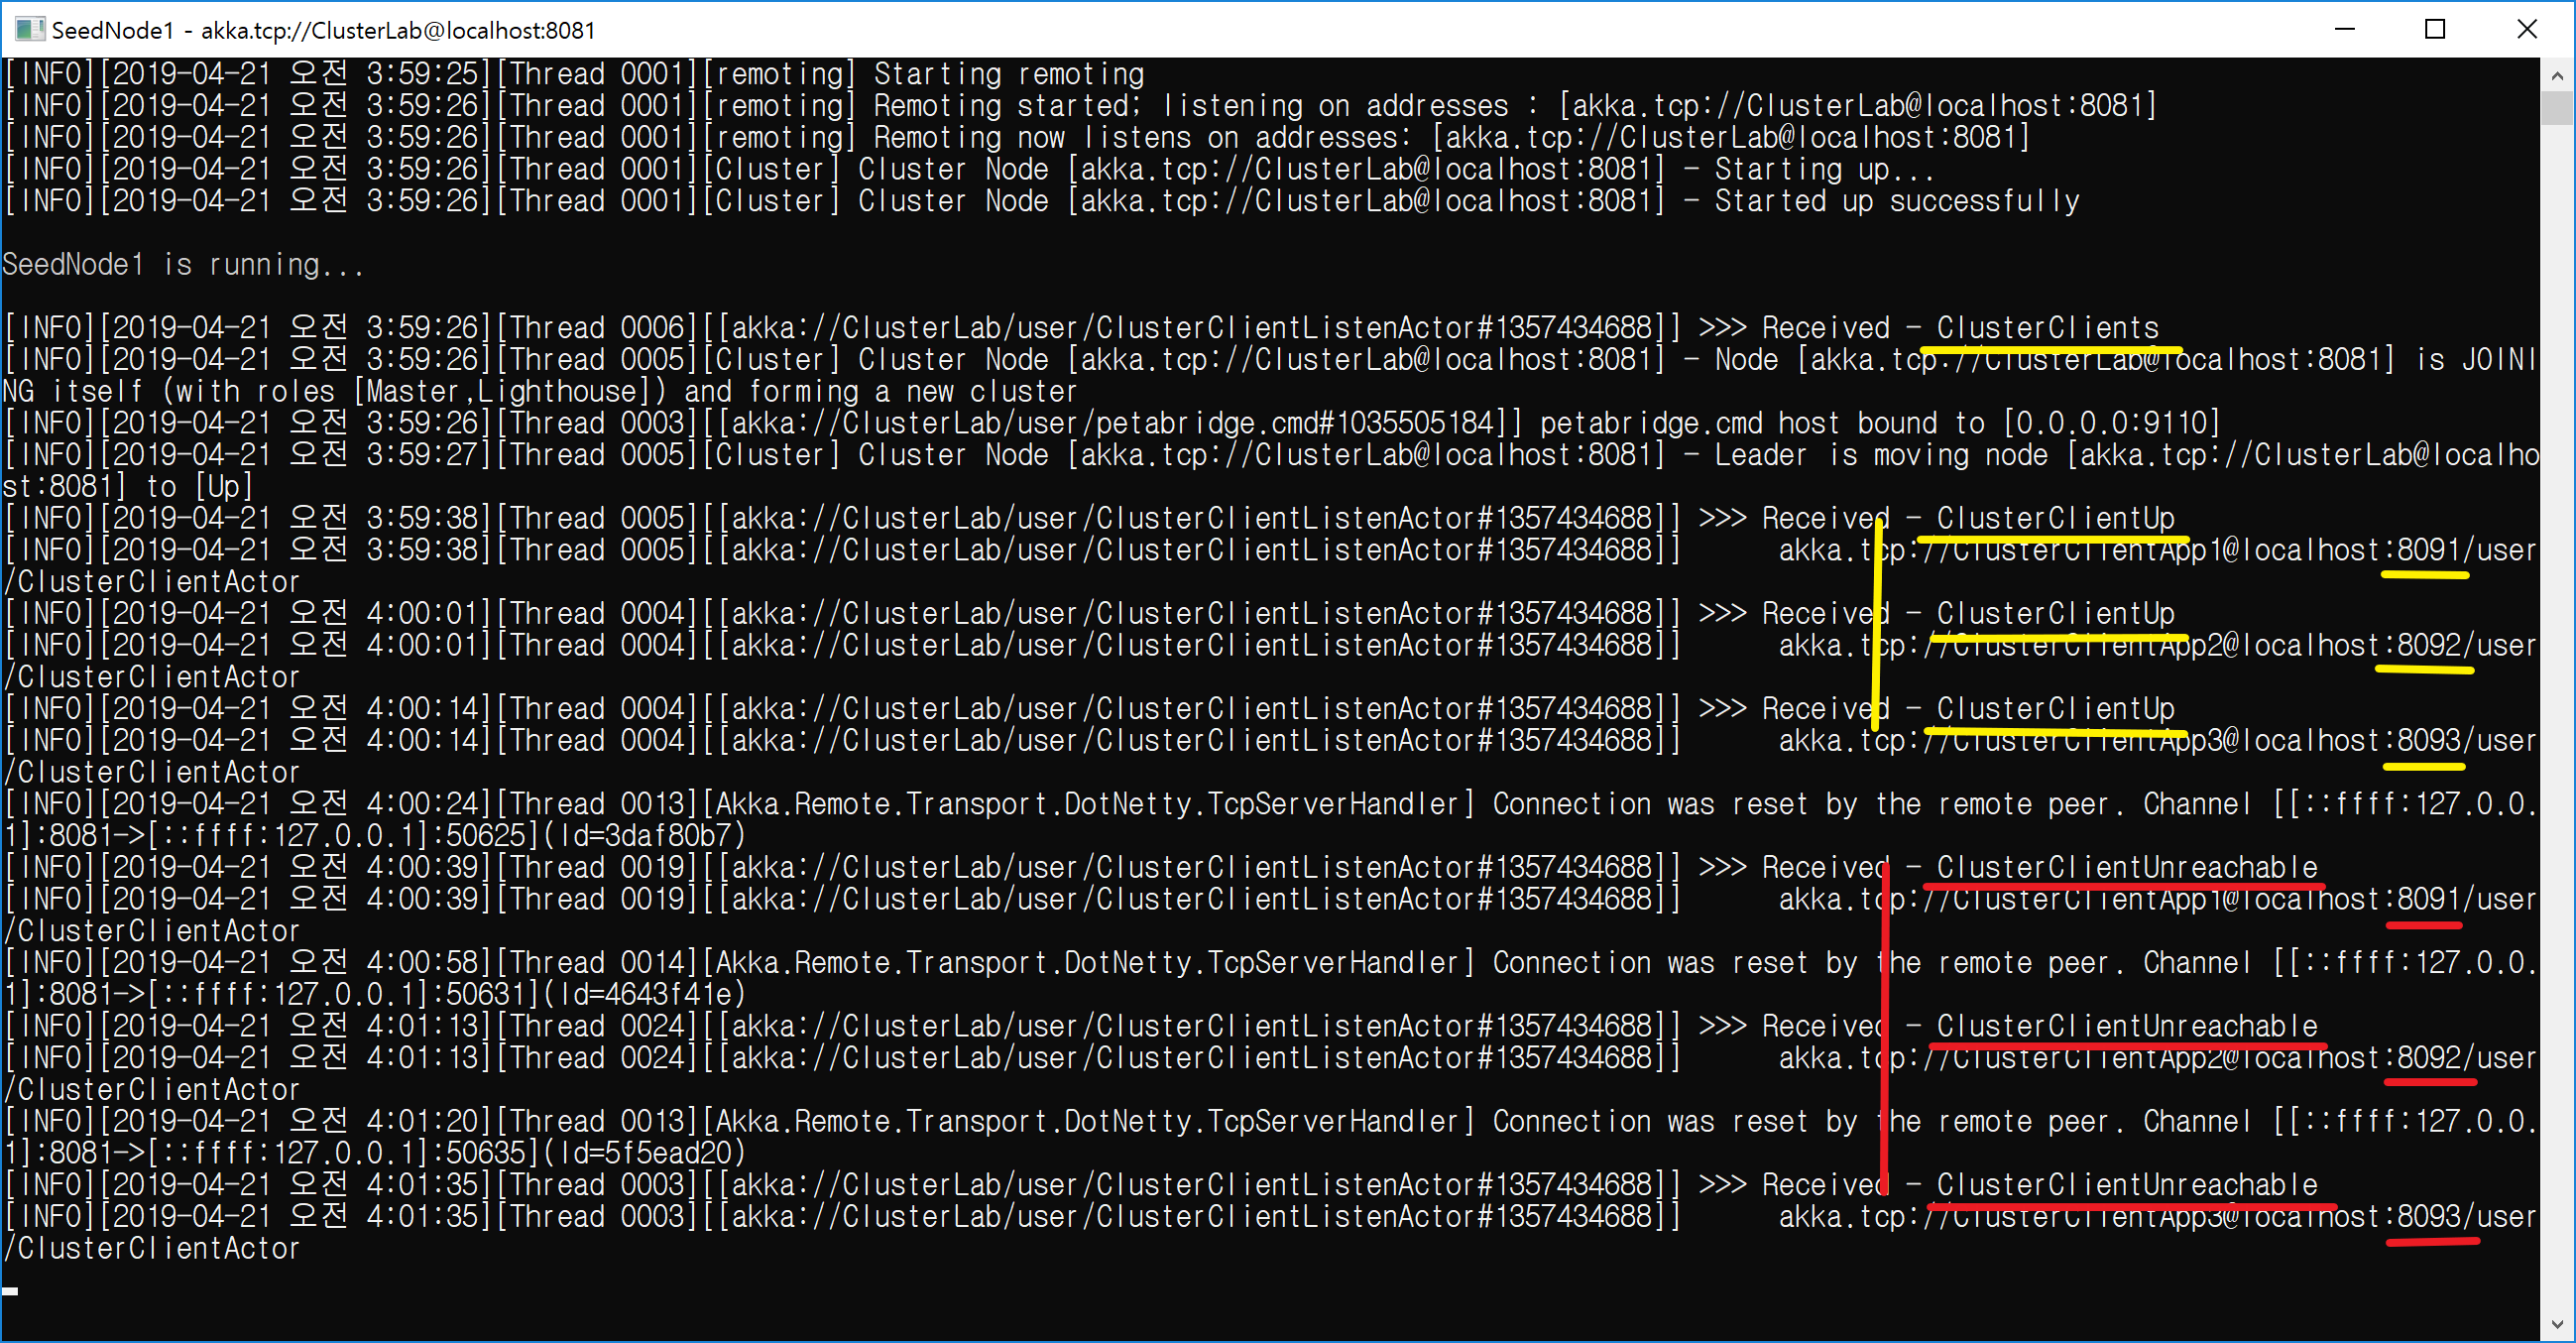 SeedNode1 - akka.tcp://ClusterLab@localhost:8081
[INFO][2019-04-21 오전 3:59:25][Thread 0001][remoting] Starting remoting
[INFO][2019-04-21 오전 3:59:26][Thread 0001][remoting] Remoting started; listening on addresses : [akka.tcp://ClusterLab@localhost:8081]
[INFO][2019-04-21 오전 3:59:26][Thread 0001][remoting] Remoting now listens on addresses: [akka.tcp://ClusterLab@localhost:8081]
[INFO][2019-04-21 오전 3:59:26][Thread 0001][Cluster] Cluster Node [akka.tcp://ClusterLab@localhost:8081] - Starting up...
[INFO][2019-04-21 오전 3:59:26][Thread 0001][Cluster] Cluster Node [akka.tcp://ClusterLab@localhost:8081] - Started up successfully
SeedNode1 is running...
[INFO][2019-04-21 오전 3:59:26][Thread 0006][[akka://ClusterLab/user/ClusterClientListenActor#1357434688]] >>> Received - ClusterClients
[INFO][2019-04-21 오전 3:59:26][Thread 0005][Cluster] Cluster Node [akka.tcp://ClusterLab@localhost:8081] - Node [akka.tcp://ClusterLab@localhost:8081] is JOINI
NG itself (with roles [Master,Lighthouse]) and forming a new cluster
[INFO][2019-04-21 오전 3:59:26][Thread 0003][[akka://ClusterLab/user/petabridge.cmd#1035505184]] petabridge.cmd host bound to [0.0.0.0:9110]
[INFO][2019-04-21 오전 3:59:27][Thread 0005][Cluster] Cluster Node [akka.tcp://ClusterLab@localhost:8081] - Leader is moving node [akka.tcp://ClusterLab@localho
st:8081] to [Up]
[INFO][2019-04-21 오전 3:59:38][Thread 0005][[akka://ClusterLab/user/ClusterClientListenActor#1357434688]] >>> Received - ClusterClientUp
[INFO][2019-04-21 오전 3:59:38][Thread 0005][[akka://ClusterLab/user/ClusterClientListenActor#1357434688]] akka.tcp://ClusterClientApp1@localhost:8091/user
/ClusterClientActor
[INFO][2019-04-21 오전 4:00:01][Thread 0004][[akka://ClusterLab/user/ClusterClientListenActor#1357434688]] >>> Received - ClusterClientUp
[INFO][2019-04-21 오전 4:00:01][Thread 0004][[akka://ClusterLab/user/ClusterClientListenActor#1357434688]] akka.tcp://ClusterClientApp2@localhost:8092/user
/ClusterClientActor
[INFO][2019-04-21 오전 4:00:14][Thread 0004][[akka://ClusterLab/user/ClusterClientListenActor#1357434688]] >>> Received - ClusterClientUp
[INFO][2019-04-21 오전 4:00:14][Thread 0004][[akka://ClusterLab/user/ClusterClientListenActor#1357434688]] akka.tcp://ClusterClientApp3@localhost:8093/user
/ClusterClientActor
[INFO][2019-04-21 오전 4:00:24][Thread 0013][Akka.Remote.Transport.DotNetty.TcpServerHandler] Connection was reset by the remote peer. Channel [[::ffff:127.0.0.
1]:8081->[::ffff:127.0.0.1]:50625](Id=3daf80b7)
[INFO][2019-04-21 오전 4:00:39][Thread 0019][[akka://ClusterLab/user/ClusterClientListenActor#1357434688]] >>> Received - ClusterClientUnreachable
[INFO][2019-04-21 오전 4:00:39][Thread 0019][[akka://ClusterLab/user/ClusterClientListenActor#1357434688]] akka.tcp://ClusterClientApp1@localhost:8091/user
/ClusterClientActor
[INFO][2019-04-21 오전 4:00:58][Thread 0014][Akka.Remote.Transport.DotNetty.TcpServerHandler] Connection was reset by the remote peer. Channel [[::ffff:127.0.0.
1]:8081->[::ffff:127.0.0.1]:50631](Id=4643f41e)
[INFO][2019-04-21 오전 4:01:13][Thread 0024][[akka://ClusterLab/user/ClusterClientListenActor#1357434688]] >>> Received - ClusterClientUnreachable
[INFO][2019-04-21 오전 4:01:13][Thread 0024][[akka://ClusterLab/user/ClusterClientListenActor#1357434688]] akka.tcp://ClusterClientApp2@localhost:8092/user
/ClusterClientActor
[INFO][2019-04-21 오전 4:01:20][Thread 0013][Akka.Remote.Transport.DotNetty.TcpServerHandler] Connection was reset by the remote peer. Channel [[::ffff:127.0.0.
1]:8081->[::ffff:127.0.0.1]:50635](Id=5f5ead20)
[INFO][2019-04-21 오전 4:01:35][Thread 0003][[akka://ClusterLab/user/ClusterClientListenActor#1357434688]] >>> Received - ClusterClientUnreachable
[INFO][2019-04-21 오전 4:01:35][Thread 0003][[akka://ClusterLab/user/ClusterClientListenActor#1357434688]] akka.tcp://ClusterClientApp3@localhost:8093/user
/ClusterClientActor